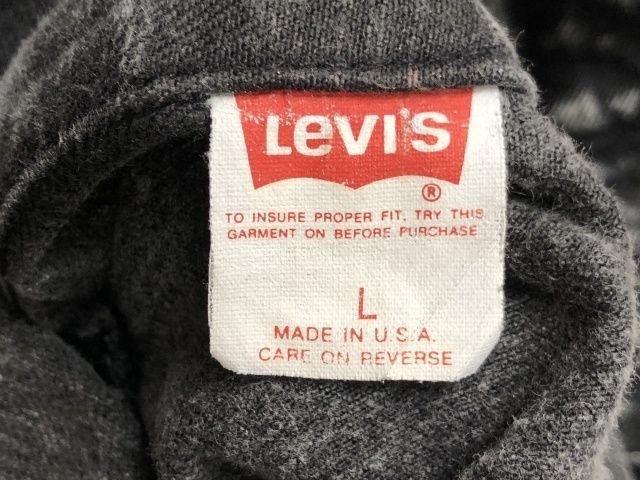 Levi's
®
TO INSURE PROPER FIT, TRY THIS
GARMENT ON BEFORE PURCHASE
L
MADE IN U.S.A.
CARE ON REVERSE